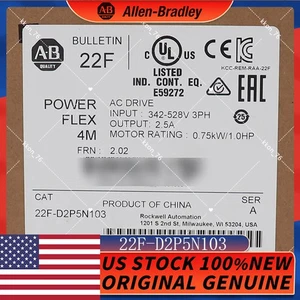 Allen-Bradley
A-B
ALLEN-BRADLEY
BULLETIN
22F
UL
LISTED
IND. CONT. EQ.
E59272
KCC-REM-RAA-22F
EAC
POWER
FLEX
4M
AC DRIVE
INPUT: 342-528V 3PH
OUTPUT: 2.5A
MOTOR RATING: 0.75kW/1.0HP
FRN : 2.02
CAT
22F-D2P5N103
PRODUCT OF CHINA
Rockwell Automation
1201 S 2nd St. Milwaukee, WI 53204, USA
SER
A
22F-D2P5N103
US STOCK 100%NEW
ORIGINAL GENUINE